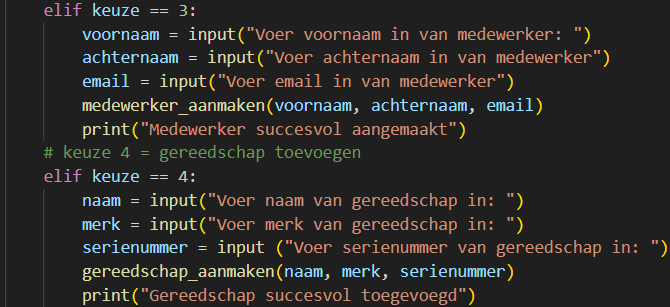 elif keuze == 3:
voornaam = input("Voer voornaam in van medewerker: ")
achternaam = input("Voer achternaam in van medewerker")
email = input("Voer email in van medewerker")
medewerker_aanmaken(voornaam, achternaam, email)
print("Medewerker succesvol aangemaakt")
# keuze 4 = gereedschap toevoegen
elif keuze == 4:
naam = input("Voer naam van gereedschap in: ")
merk = input("Voer merk van gereedschap in: ")
serienummer = input ("Voer serienummer van gereedschap in: ")
gereedschap_aanmaken(naam, merk, serienummer)
print("Gereedschap succesvol toegevoegd")